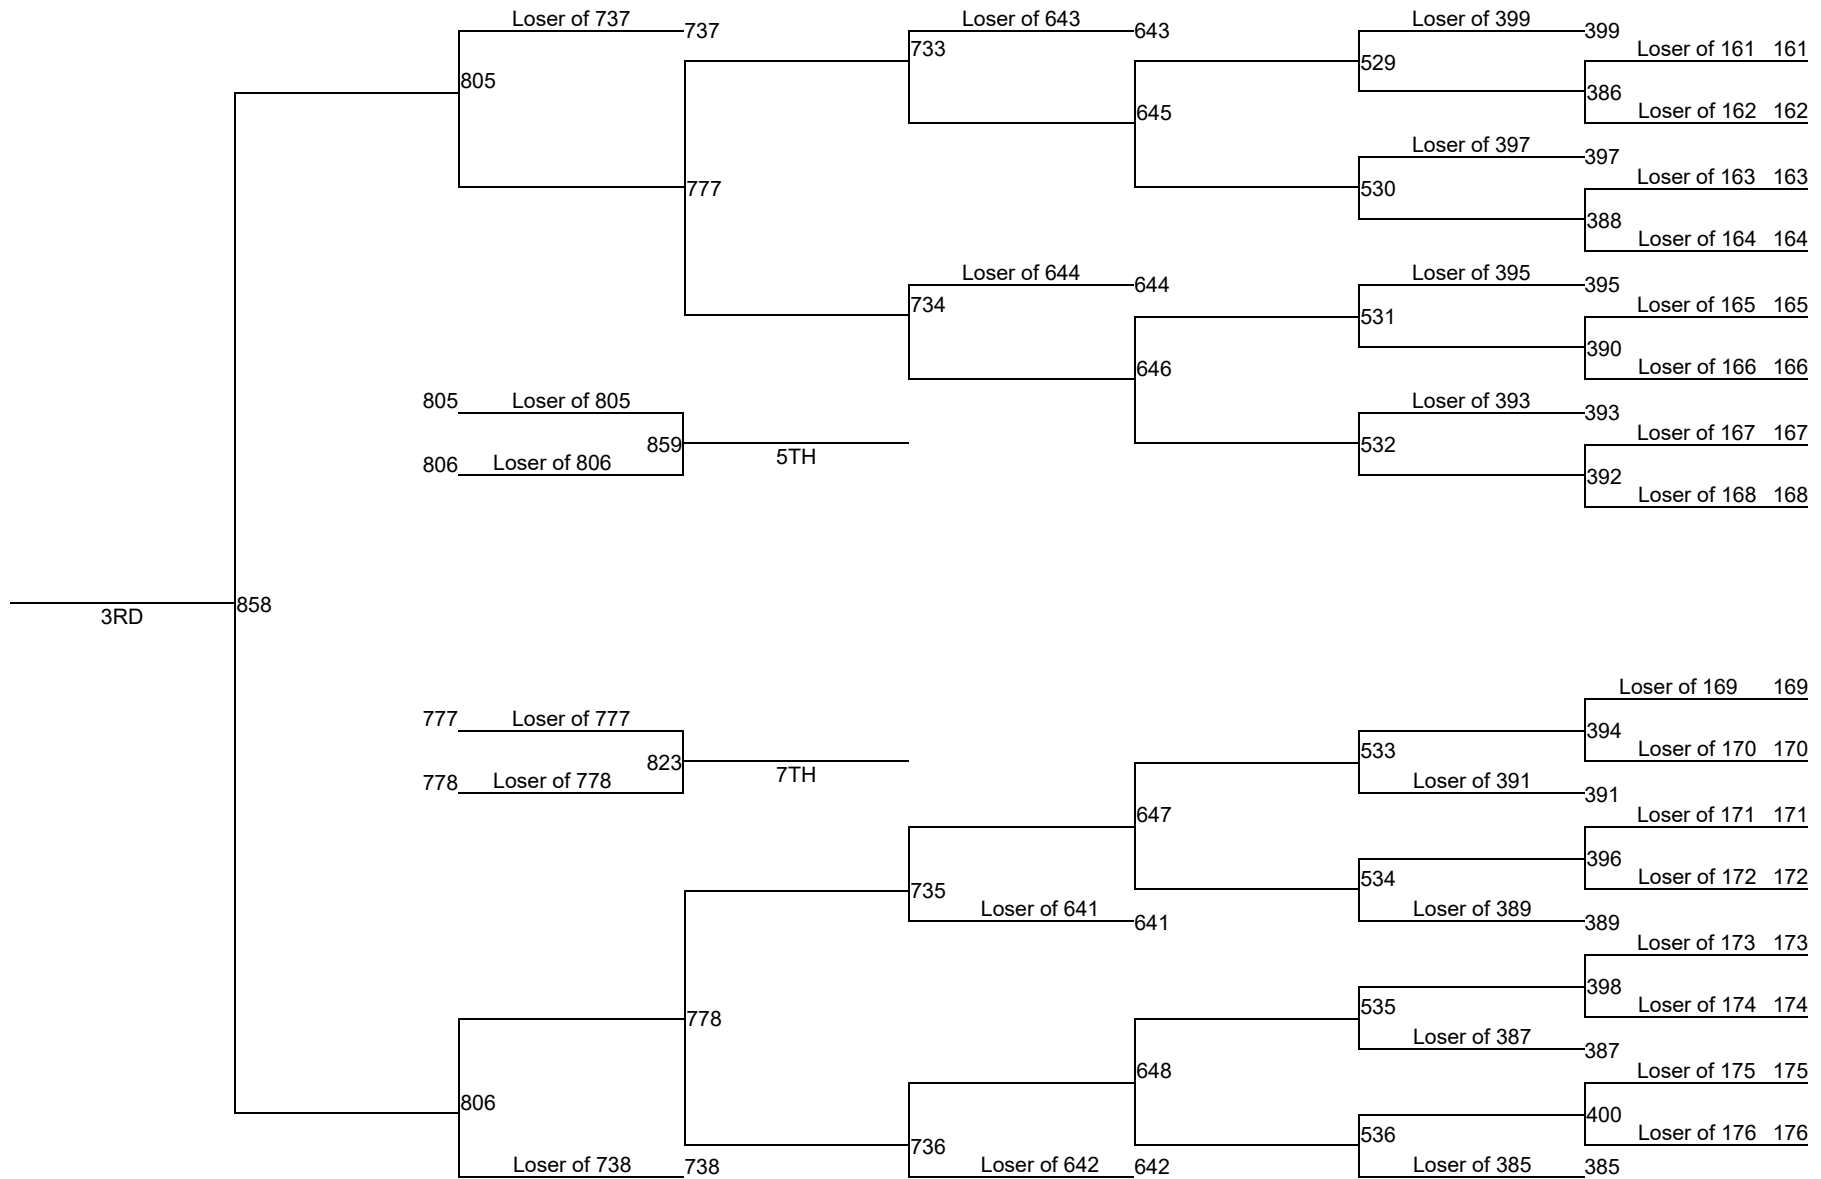 Loser of 737 737 Loser of 643 643 Loser of 399 399
733 Loser of 161 161
529
805 386
645 Loser of 162 162
Loser of 397 397
Loser of 163 163
777 530
388
Loser of 164 164
Loser of 644 644 Loser of 395 395
734 Loser of 165 165
531
390
646 Loser of 166 166
805 Loser of 805 Loser of 393 393
Loser of 167 167
859 532
5TH
806 Loser of 806 392
Loser of 168 168
858
3RD
Loser of 169 169
777 Loser of 777 394
533 Loser of 170 170
823
7TH
778 Loser of 778 Loser of 391 391
647 Loser of 171 171
396
534 Loser of 172 172
735
Loser of 641 641 Loser of 389 389
Loser of 173 173
398
535 Loser of 174 174
778
Loser of 387 387
648 Loser of 175 175
806 400
536 Loser of 176 176
736
Loser of 738 738 Loser of 642 642 Loser of 385 385